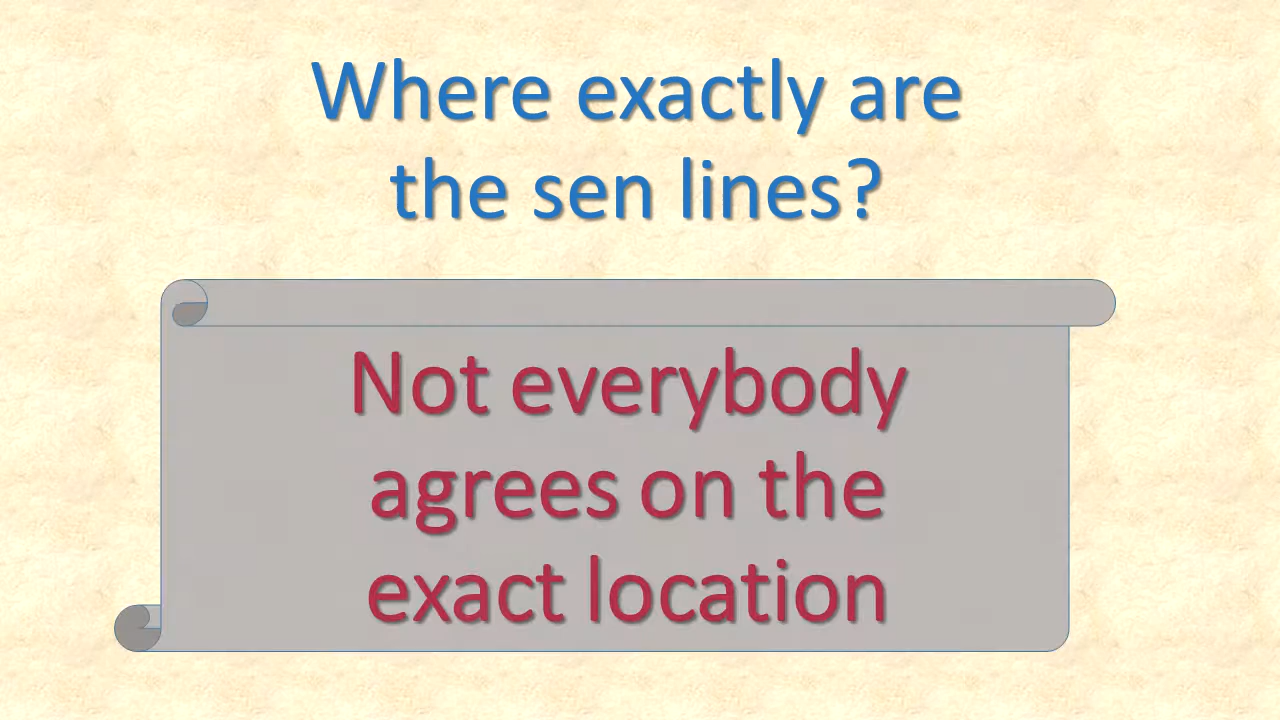 Where exactly are
the sen lines?
Not everybody
agrees on the
exact location